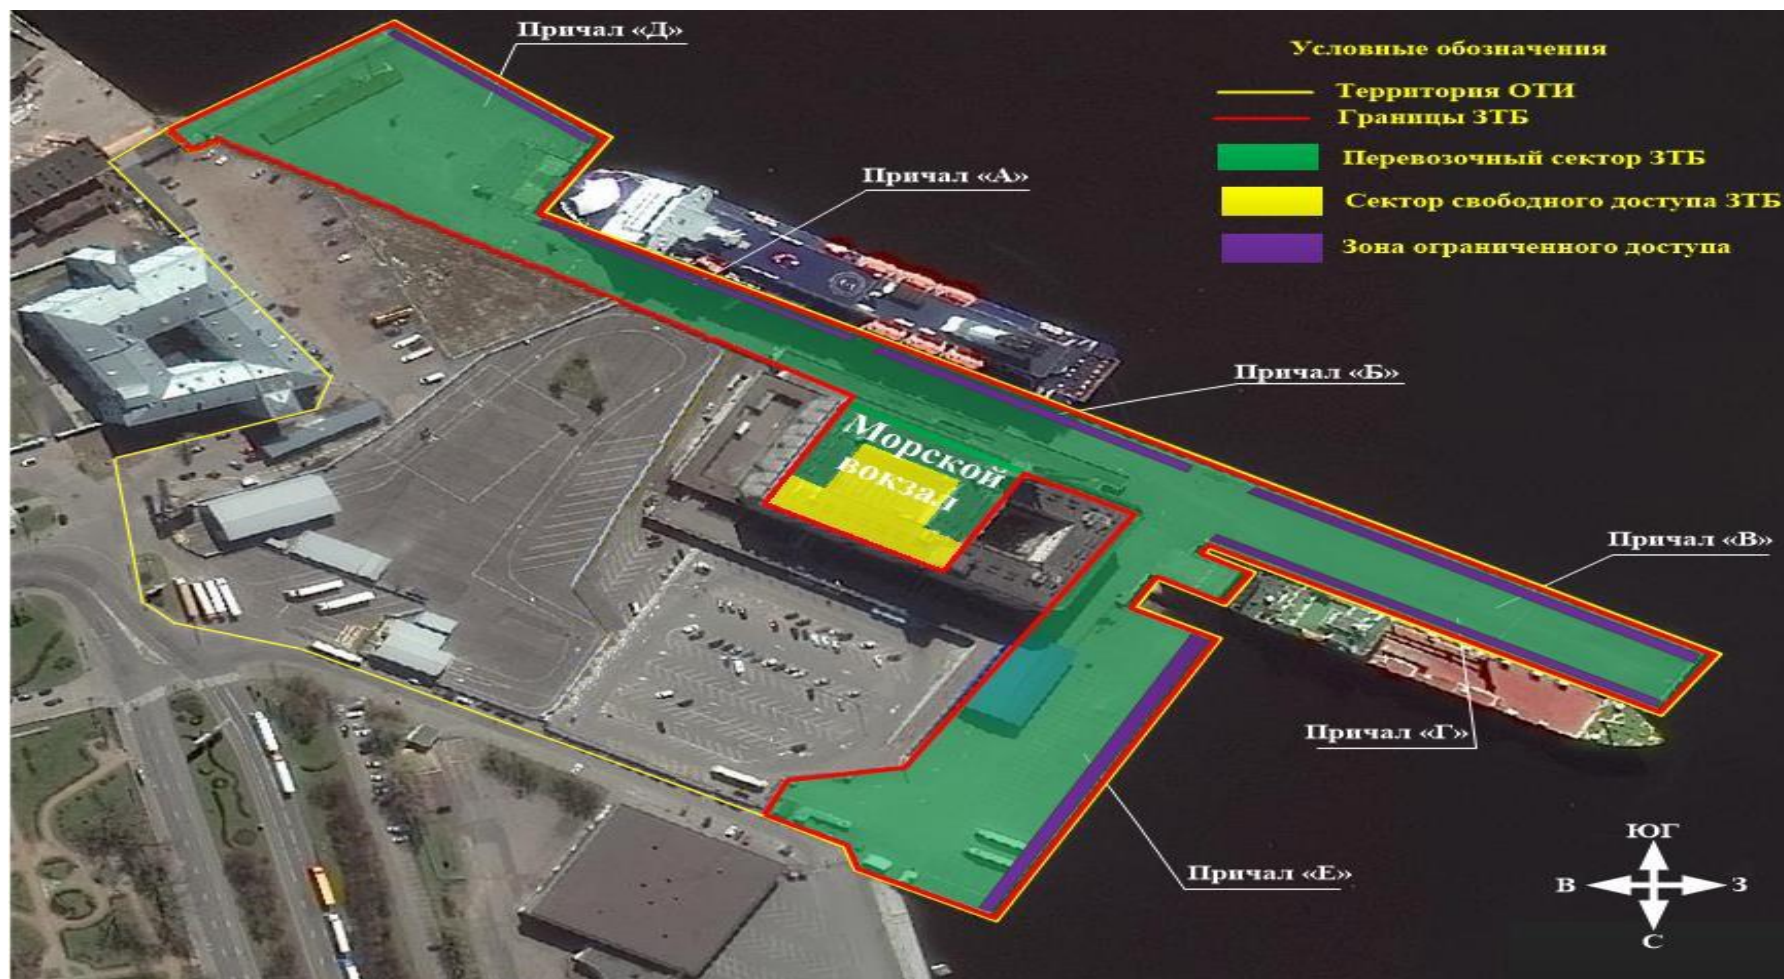 Причал «Д»
Условные обозначения
Территория ОТИ
Границы ЗТБ
Перевозочный сектор ЗТБ
Причал «А»
Сектор свободного доступа ЗТБ
Зона ограниченного доступа
Причал «Б»
Морской
вокзал
Причал «В»
Причал «Г»
ЮГ
Причал «Е»
В
З
С